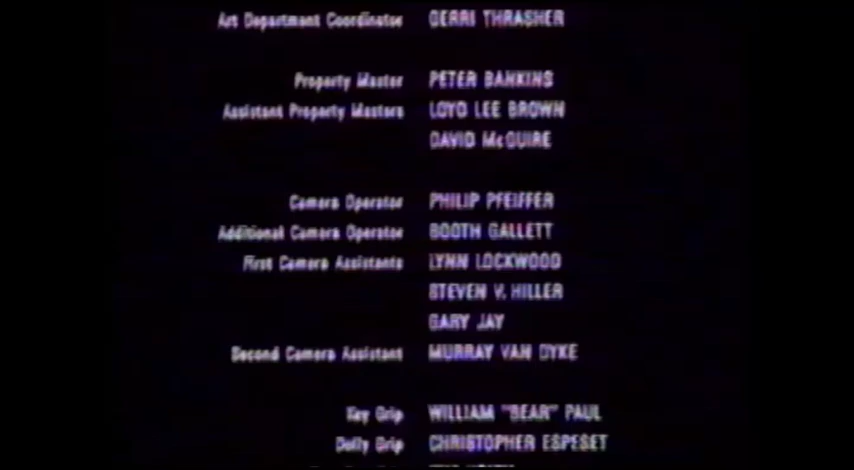 Art Department Coordinator GERRI THRASHER
Property Master PETER BANKINS
Assistant Property Masters LOYD LEE BROWN
DAVID McGUIRE
Camera Operator PHILIP PFEIFFER
Additional Camera Operator BOOTH GALLETT
First Camera Assistants LYNN LOCKWOOD
STEVEN V. HILLER
GARY JAY
Second Camera Assistant MURRAY VAN DYKE
Key Grip WILLIAM "BEAR" PAUL
Dolly Grip CHRISTOPHER ESPESET